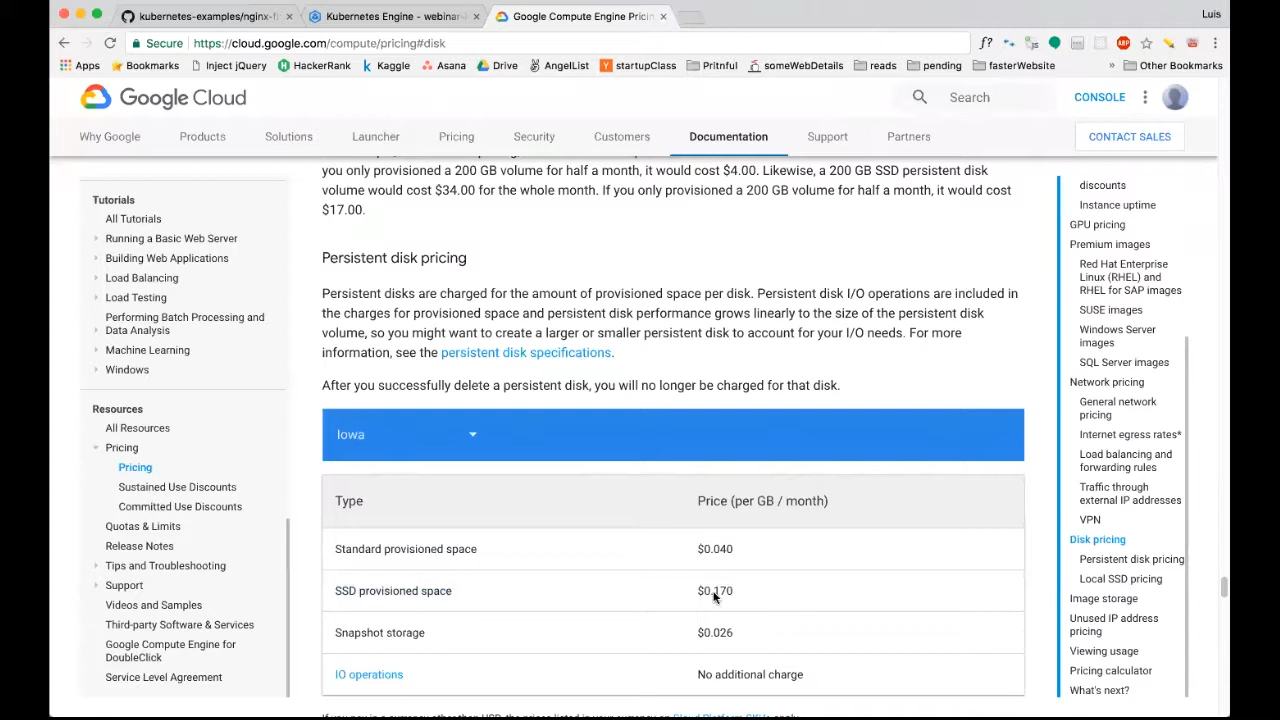 kubernetes-examples/nginx-f
Kubernetes Engine - webinar
Google Compute Engine Pricin
Luis
Secure
https://cloud.google.com/compute/pricing#disk
Apps
Bookmarks
Inject jQuery
HackerRank
Kaggle
Asana
Drive
AngelList
startupClass
Pritnful
someWebDetails
reads
pending
fasterWebsite
Other Bookmarks
Google Cloud
Search
CONSOLE
Why Google
Products
Solutions
Launcher
Pricing
Security
Customers
Documentation
Support
Partners
CONTACT SALES
Tutorials
All Tutorials
Running a Basic Web Server
Building Web Applications
Load Balancing
Load Testing
Performing Batch Processing and
Data Analysis
Machine Learning
Windows
Resources
All Resources
Pricing
Pricing
Sustained Use Discounts
Committed Use Discounts
Quotas & Limits
Release Notes
Tips and Troubleshooting
Support
Videos and Samples
Third-party Software & Services
Google Compute Engine for
DoubleClick
Service Level Agreement
you only provisioned a 200 GB volume for half a month, it would cost $4.00. Likewise, a 200 GB SSD persistent disk
volume would cost $34.00 for the whole month. If you only provisioned a 200 GB volume for half a month, it would cost
$17.00.
Persistent disk pricing
Persistent disks are charged for the amount of provisioned space per disk. Persistent disk I/O operations are included in
the charges for provisioned space and persistent disk performance grows linearly to the size of the persistent disk
volume, so you might want to create a larger or smaller persistent disk to account for your I/O needs. For more
information, see the persistent disk specifications.
After you successfully delete a persistent disk, you will no longer be charged for that disk.
Iowa
Type
Price (per GB / month)
Standard provisioned space
$0.040
SSD provisioned space
$0.170
Snapshot storage
$0.026
IO operations
No additional charge
discounts
Instance uptime
GPU pricing
Premium images
Red Hat Enterprise
Linux (RHEL) and
RHEL for SAP images
SUSE images
Windows Server
images
SQL Server images
Network pricing
General network
pricing
Internet egress rates*
Load balancing and
forwarding rules
Traffic through
external IP addresses
VPN
Disk pricing
Persistent disk pricing
Local SSD pricing
Image storage
Unused IP address
pricing
Viewing usage
Pricing calculator
What's next?